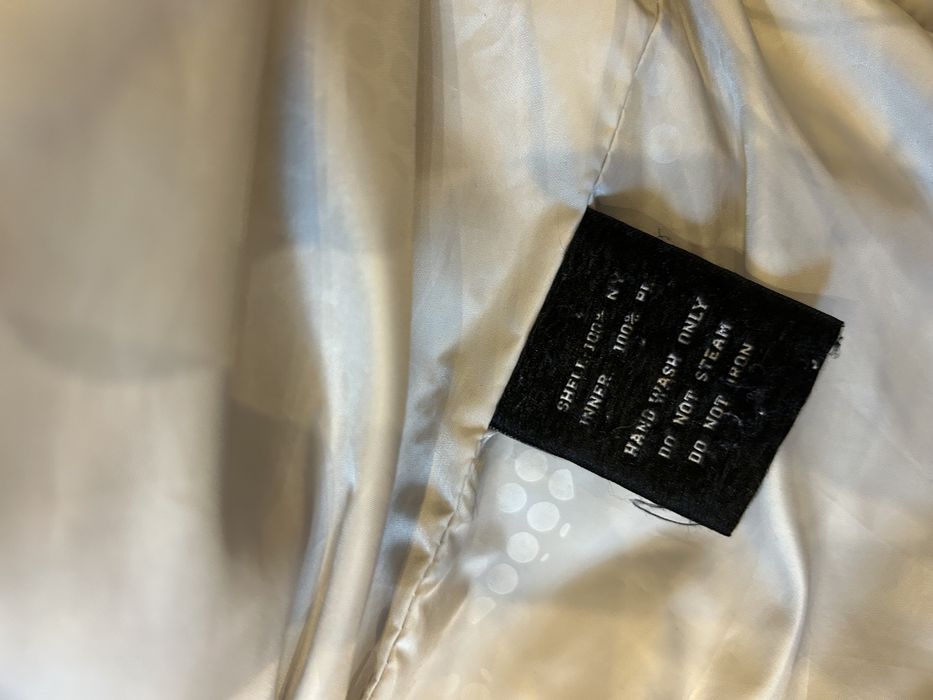 SHELL 100% NY
INNER 100% PE
HAND WASH ONLY
DO NOT STEAM
DO NOT IRON